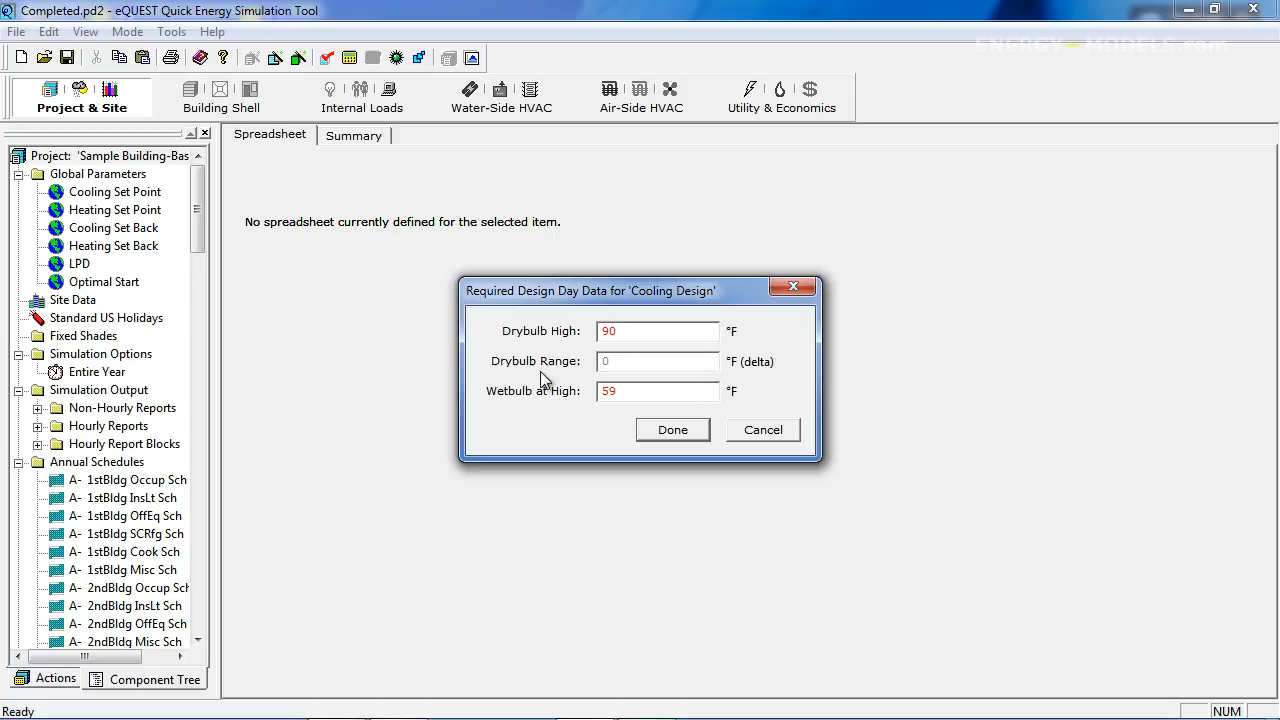 Completed.pd2 - eQUEST Quick Energy Simulation Tool
File Edit View Mode Tools Help
ENERGY - MODELS.com
Project & Site
Building Shell
Internal Loads
Water-Side HVAC
Air-Side HVAC
Utility & Economics
Spreadsheet
Summary
Project: 'Sample Building-Bas
Global Parameters
Cooling Set Point
Heating Set Point
Cooling Set Back
Heating Set Back
LPD
Optimal Start
Site Data
Standard US Holidays
Fixed Shades
Simulation Options
Entire Year
Simulation Output
Non-Hourly Reports
Hourly Reports
Hourly Report Blocks
Annual Schedules
A- 1stBldg Occup Sch
A- 1stBldg InsLt Sch
A- 1stBldg OffEq Sch
A- 1stBldg SCRfg Sch
A- 1stBldg Cook Sch
A- 1stBldg Misc Sch
A- 2ndBldg Occup Sch
A- 2ndBldg InsLt Sch
A- 2ndBldg OffEq Sch
A- 2ndBldg Misc Sch
Actions
Component Tree
No spreadsheet currently defined for the selected item.
Required Design Day Data for 'Cooling Design'
Drybulb High: 90 °F
Drybulb Range: 0 °F (delta)
Wetbulb at High: 59 °F
Done Cancel
Ready
NUM